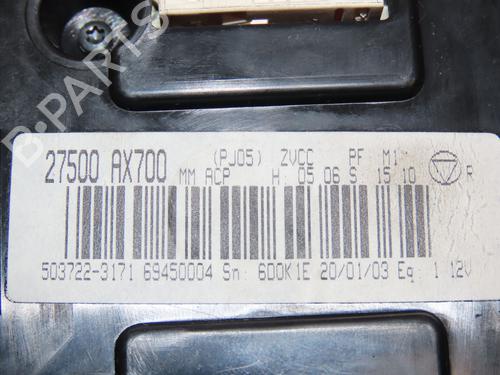 B-PARTS
(PJ05) ZVCC PF M1
27500 AX700 MM ACP H 05 06 S 15 10 R
503722-3171 69450004 Sn: 6D0K1E 20/01/03 Eq: 1 12V